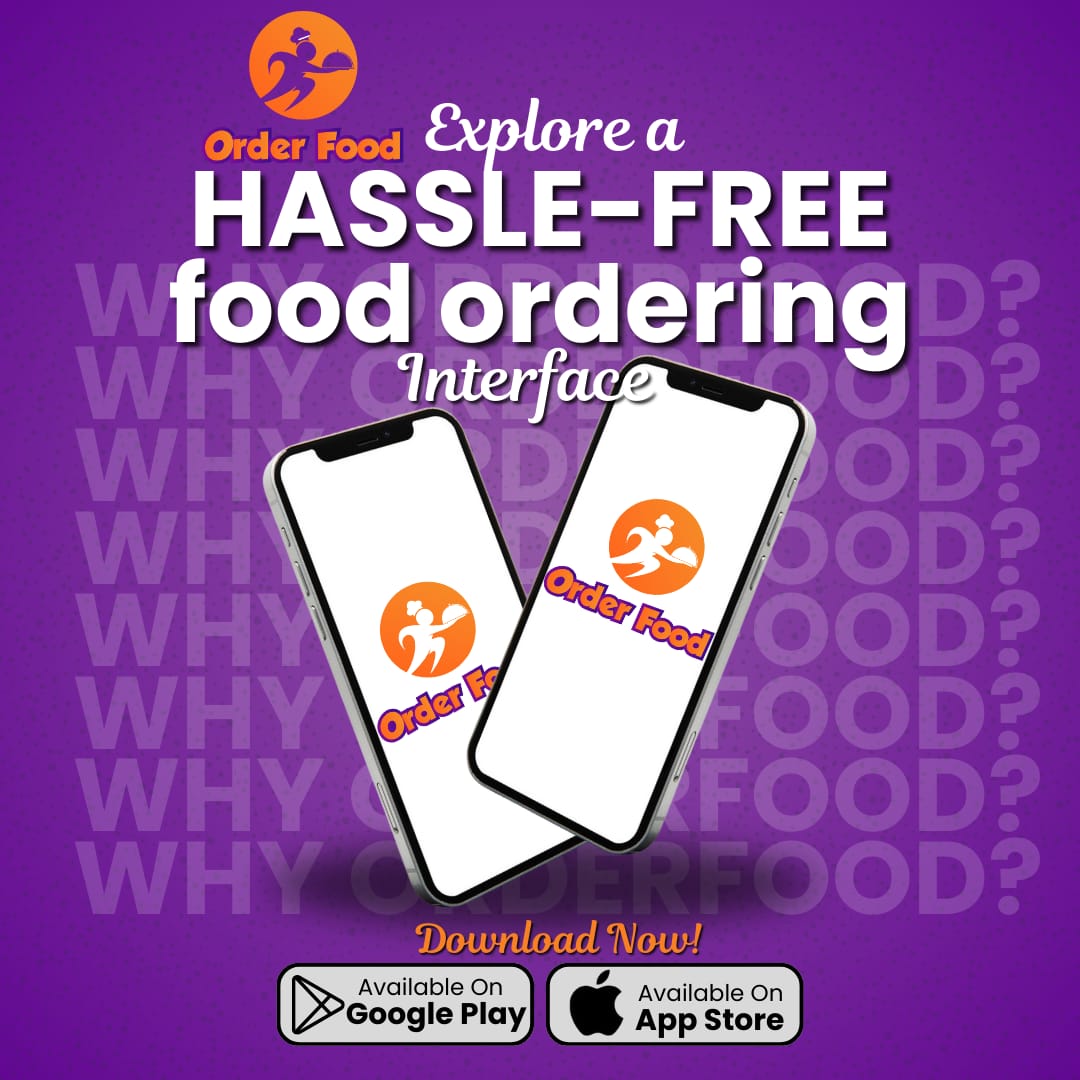 Order Food
Explore a
HASSLE-FREE
food ordering
Interface
WHY ORDERFOOD?
WHY ORDERFOOD?
WHY ORDERFOOD?
WHY ORDERFOOD?
WHY ORDERFOOD?
WHY ORDERFOOD?
WHY ORDERFOOD?
WHY ORDERFOOD?
Order Fo
Order Food
Download Now!
Available On
Google Play
Available On
App Store